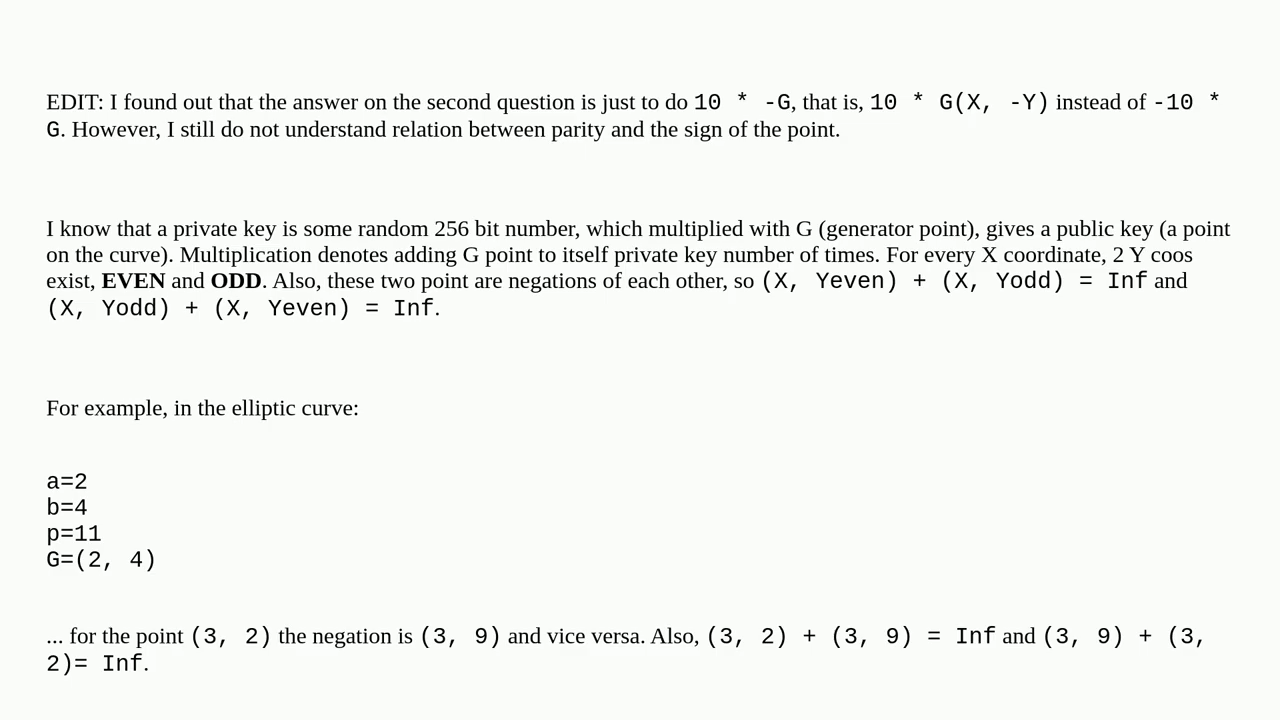 EDIT: I found out that the answer on the second question is just to do 10 * -G, that is, 10 * G(X, -Y) instead of -10 *
G. However, I still do not understand relation between parity and the sign of the point.
I know that a private key is some random 256 bit number, which multiplied with G (generator point), gives a public key (a point
on the curve). Multiplication denotes adding G point to itself private key number of times. For every X coordinate, 2 Y coos
exist, EVEN and ODD. Also, these two point are negations of each other, so (X, Yeven) + (X, Yodd) = Inf and
(X, Yodd) + (X, Yeven) = Inf.
For example, in the elliptic curve:
a=2
b=4
p=11
G=(2, 4)
... for the point (3, 2) the negation is (3, 9) and vice versa. Also, (3, 2) + (3, 9) = Inf and (3, 9) + (3,
2)= Inf.